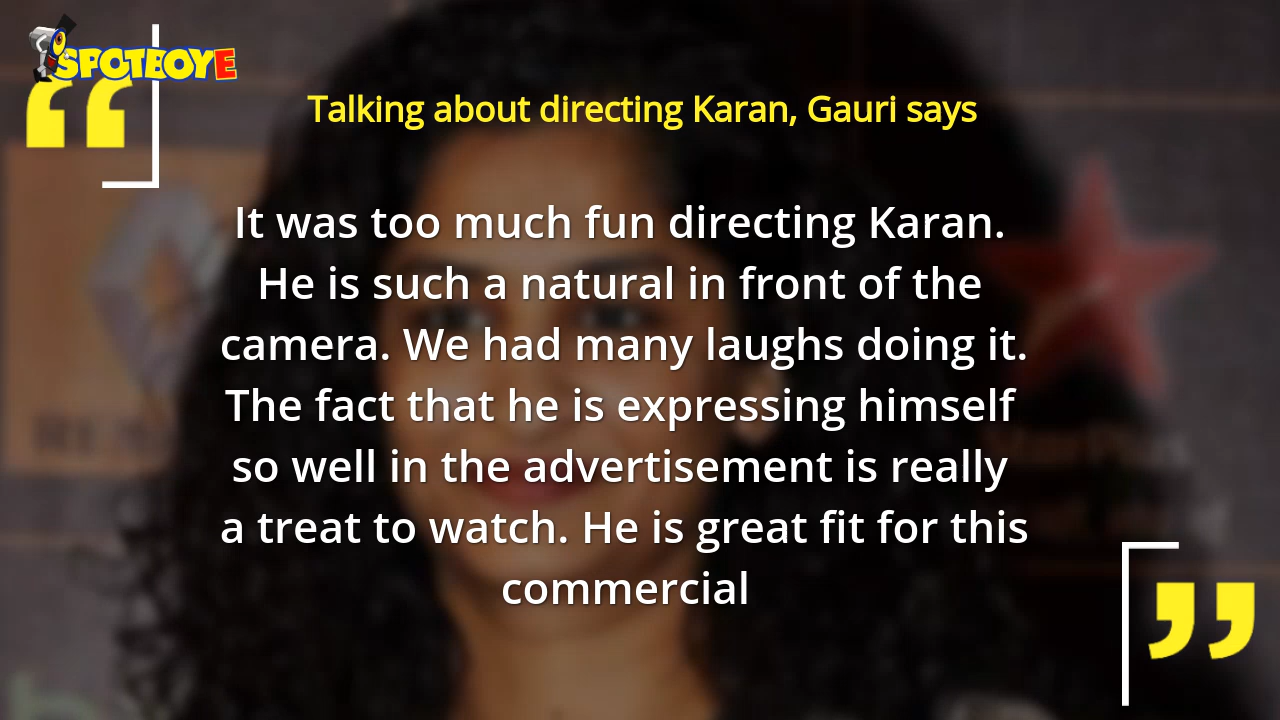 SPOTBOYE
Talking about directing Karan, Gauri says
It was too much fun directing Karan.
He is such a natural in front of the
camera. We had many laughs doing it.
The fact that he is expressing himself
so well in the advertisement is really
a treat to watch. He is great fit for this
commercial